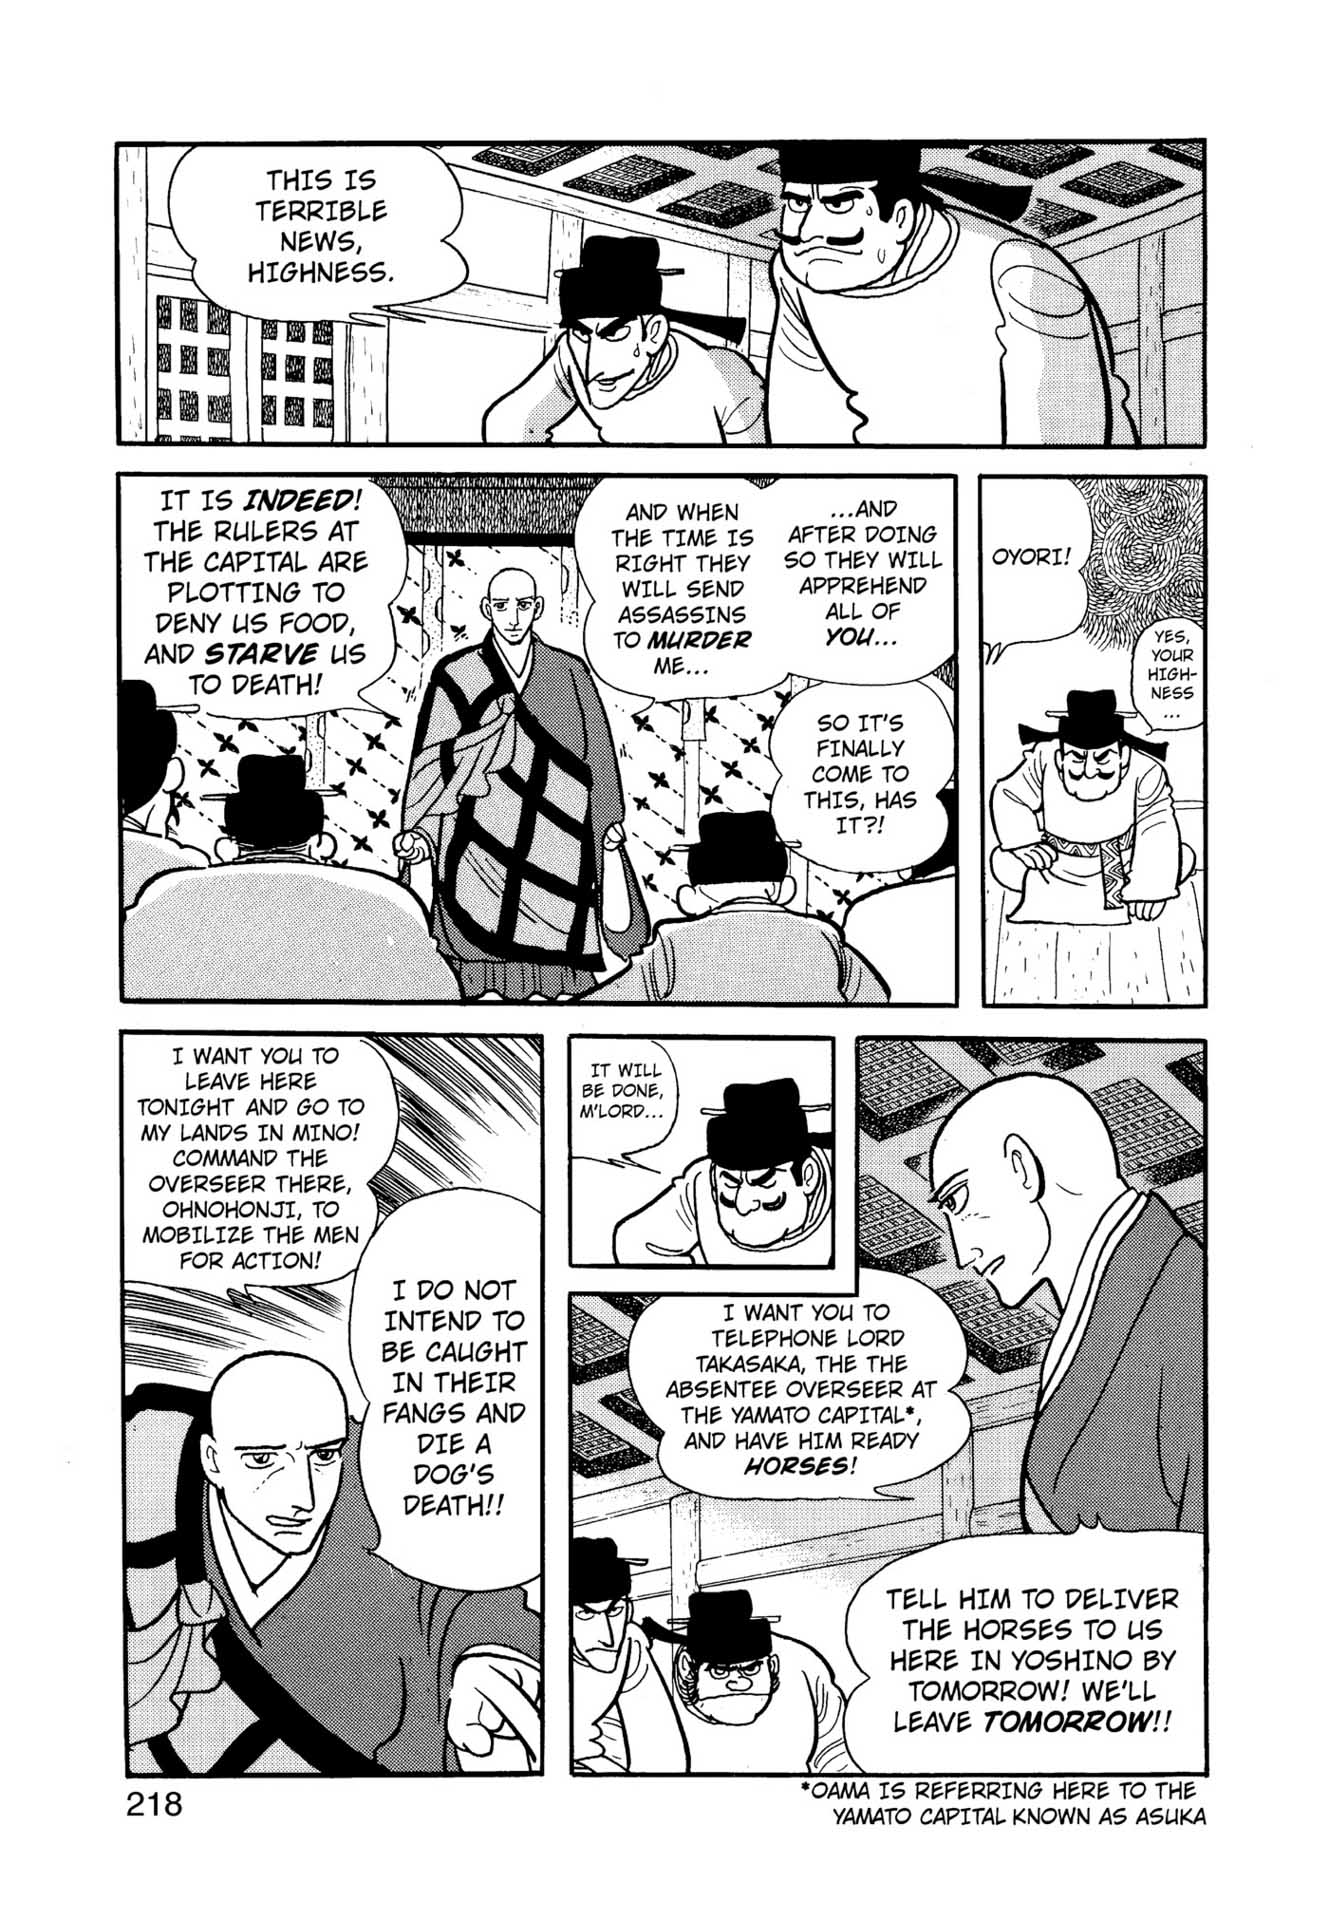 THIS IS
TERRIBLE
NEWS,
HIGHNESS.
IT IS INDEED!
THE RULERS AT
THE CAPITAL ARE
PLOTTING TO
DENY US FOOD,
AND STARVE US
TO DEATH!
AND WHEN
THE TIME IS
RIGHT THEY
WILL SEND
ASSASSINS
TO MURDER
ME...
...AND
AFTER DOING
SO THEY WILL
APPREHEND
ALL OF
YOU...
SO IT'S
FINALLY
COME TO
THIS, HAS
IT?!
OYORI!
YES,
YOUR
HIGH-
NESS
...
I WANT YOU TO
LEAVE HERE
TONIGHT AND GO TO
MY LANDS IN MINO!
COMMAND THE
OVERSEER THERE,
OHNOHONJI, TO
MOBILIZE THE MEN
FOR ACTION!
I DO NOT
INTEND TO
BE CAUGHT
IN THEIR
FANGS AND
DIE A
DOG'S
DEATH!!
IT WILL
BE DONE,
M'LORD...
I WANT YOU TO
TELEPHONE LORD
TAKASAKA, THE THE
ABSENTEE OVERSEER AT
THE YAMATO CAPITAL*,
AND HAVE HIM READY
HORSES!
TELL HIM TO DELIVER
THE HORSES TO US
HERE IN YOSHINO BY
TOMORROW! WE'LL
LEAVE TOMORROW!!
*OAMA IS REFERRING HERE TO THE
YAMATO CAPITAL KNOWN AS ASUKA
218